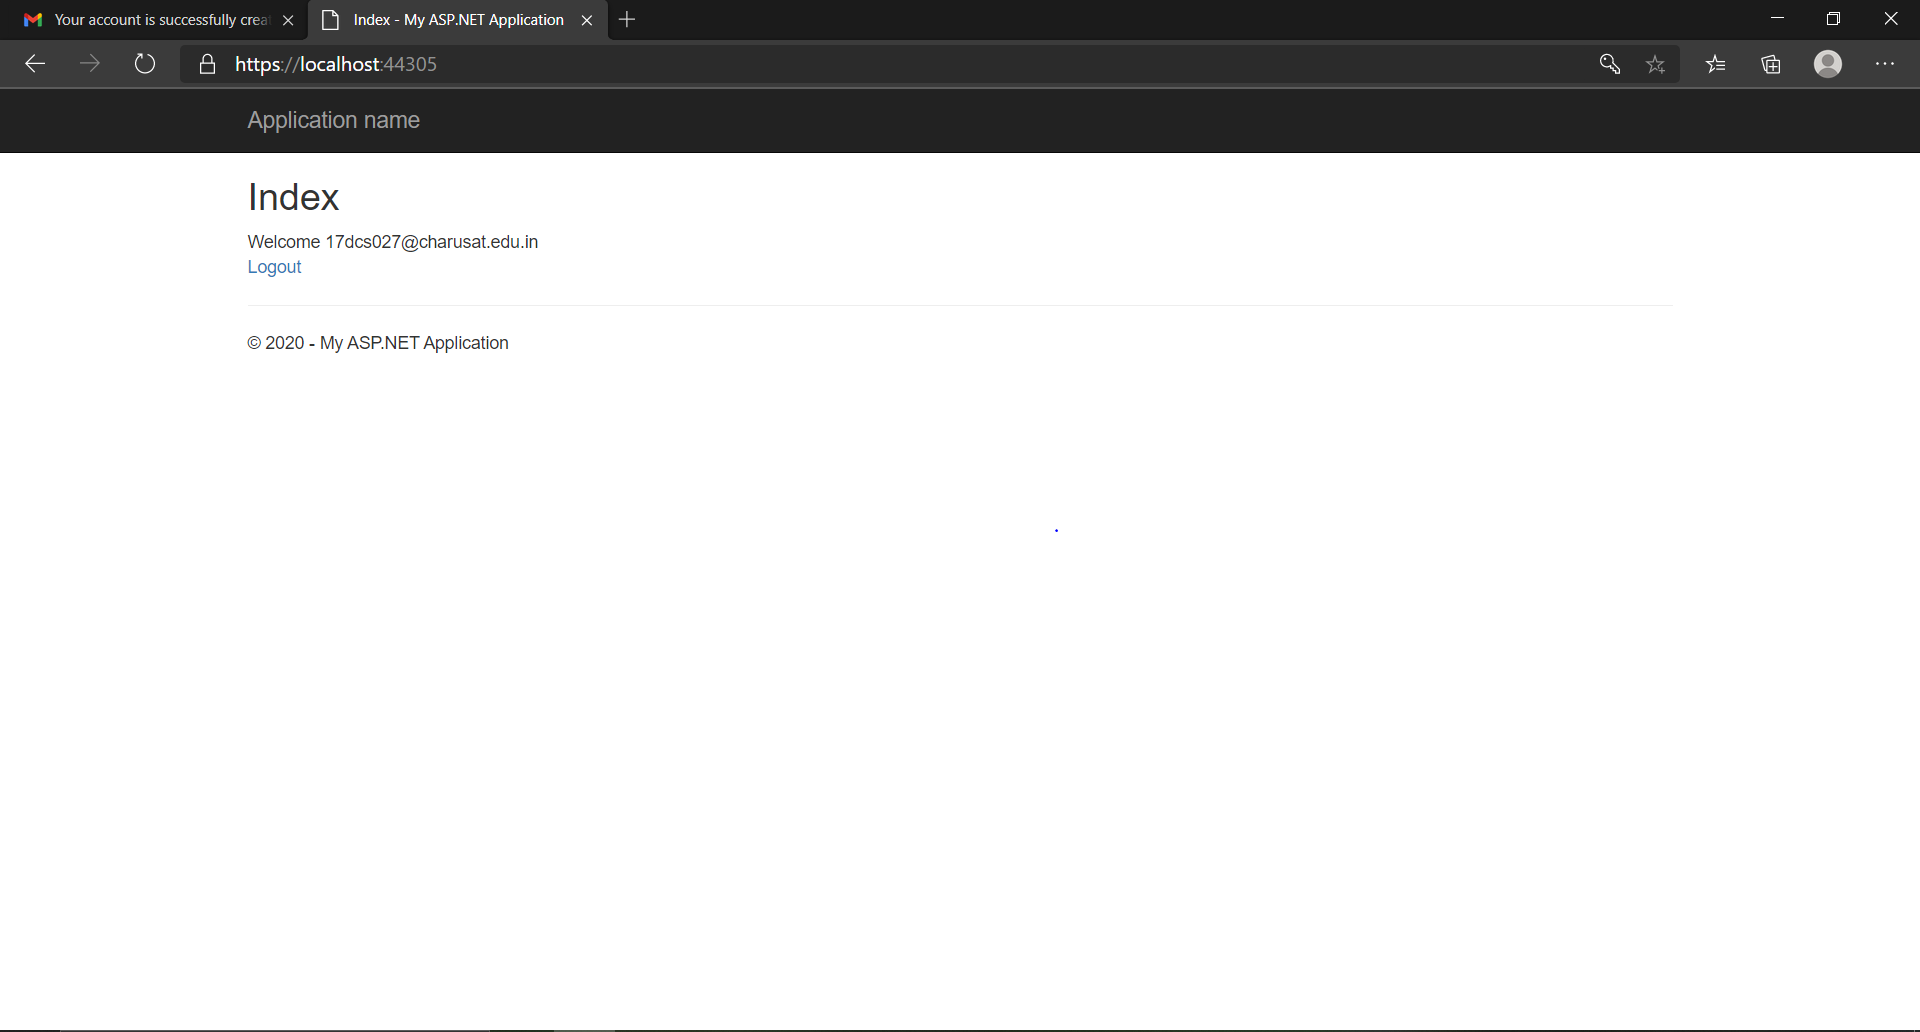 Your account is successfully crea
Index - My ASP.NET Application
https://localhost:44305
Application name
Index
Welcome 17dcs027@charusat.edu.in
Logout
© 2020 - My ASP.NET Application